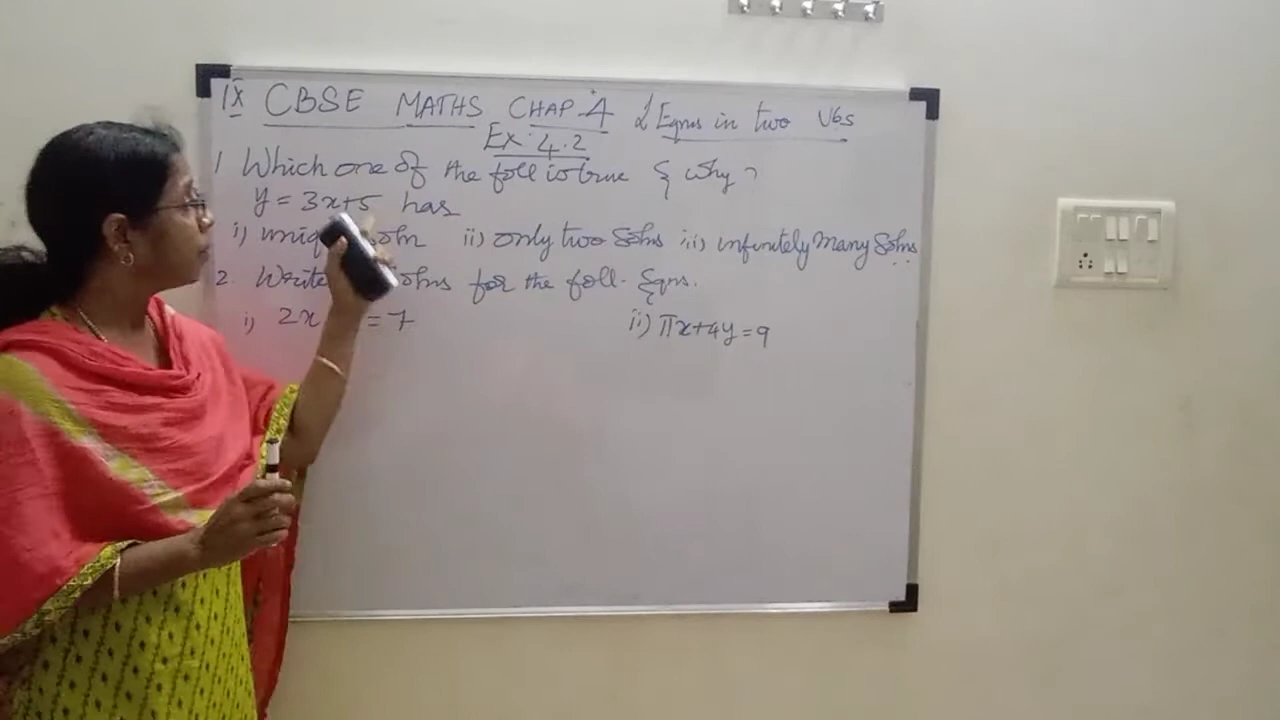 IX CBSE MATHS CHAP. 4 L Eqns in two Vbs
Ex. 4.2
1 Which one of the foll is true & why?
y = 3x+5 has
i) soln ii) only two Solns iii) infinitely Many Solns
2. Write solns for the foll. Eqns.
i) 2x = 7 ii) πx+4y=9